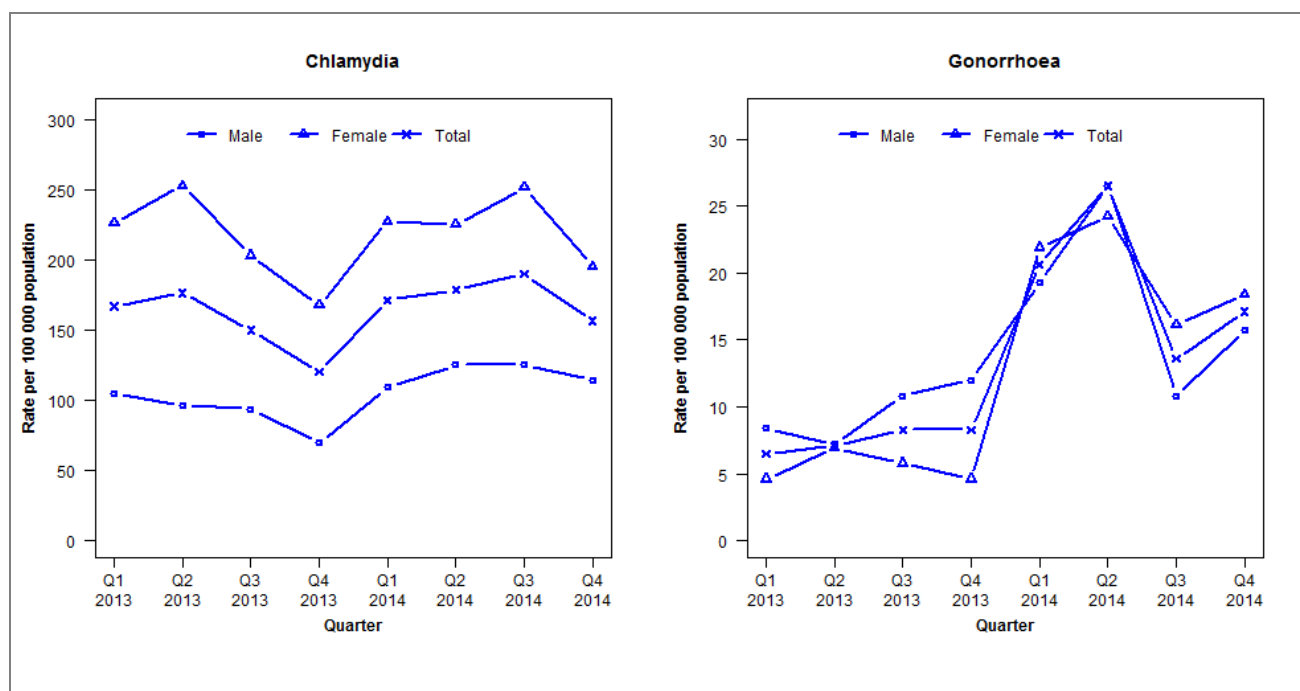 Chlamydia
Rate per 100 000 population
300
250
200
150
100
50
0
Male Female Total
Q1 Q2 Q3 Q4 Q1 Q2 Q3 Q4
2013 2013 2013 2013 2014 2014 2014 2014
Quarter
Gonorrhoea
Rate per 100 000 population
30
25
20
15
10
5
0
Male Female Total
Q1 Q2 Q3 Q4 Q1 Q2 Q3 Q4
2013 2013 2013 2013 2014 2014 2014 2014
Quarter